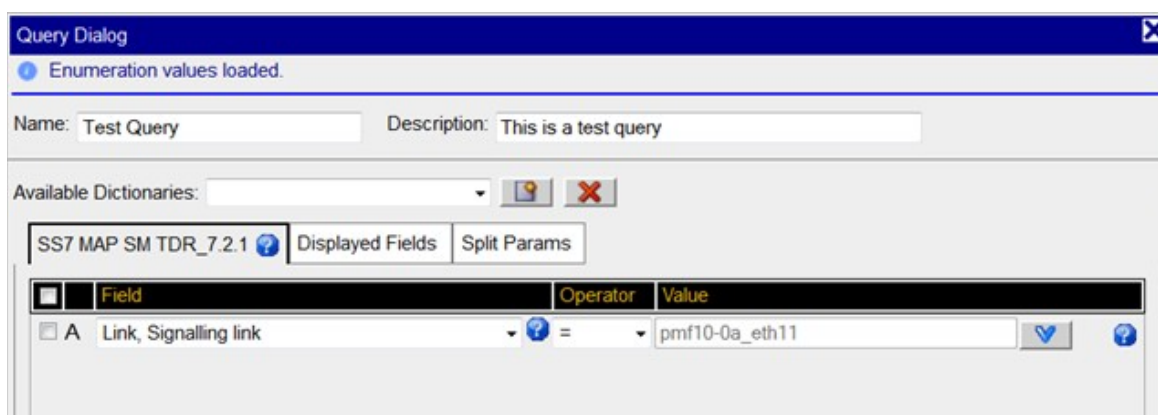 Query Dialog
Enumeration values loaded.
Name: Test Query Description: This is a test query
Available Dictionaries:
SS7 MAP SM TDR_7.2.1 Displayed Fields Split Params
Field Operator Value
A Link, Signalling link = pmf10-0a_eth11